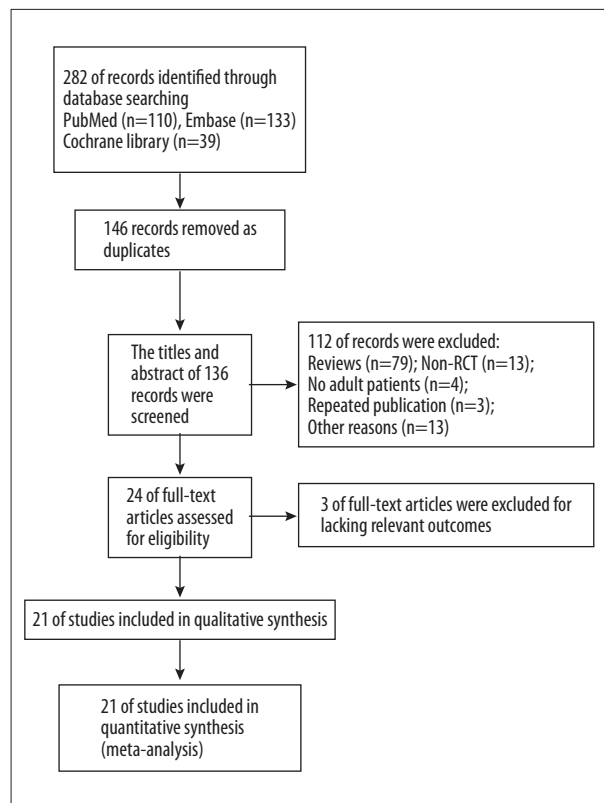 282 of records identified through
database searching
PubMed (n=110), Embase (n=133)
Cochrane library (n=39)
146 records removed as
duplicates
The titles and
abstract of 136
records were
screened
112 of records were excluded:
Reviews (n=79); Non-RCT (n=13);
No adult patients (n=4);
Repeated publication (n=3);
Other reasons (n=13)
24 of full-text
articles assessed
for eligibility
3 of full-text articles were excluded for
lacking relevant outcomes
21 of studies included in qualitative synthesis
21 of studies included in
quantitative synthesis
(meta-analysis)